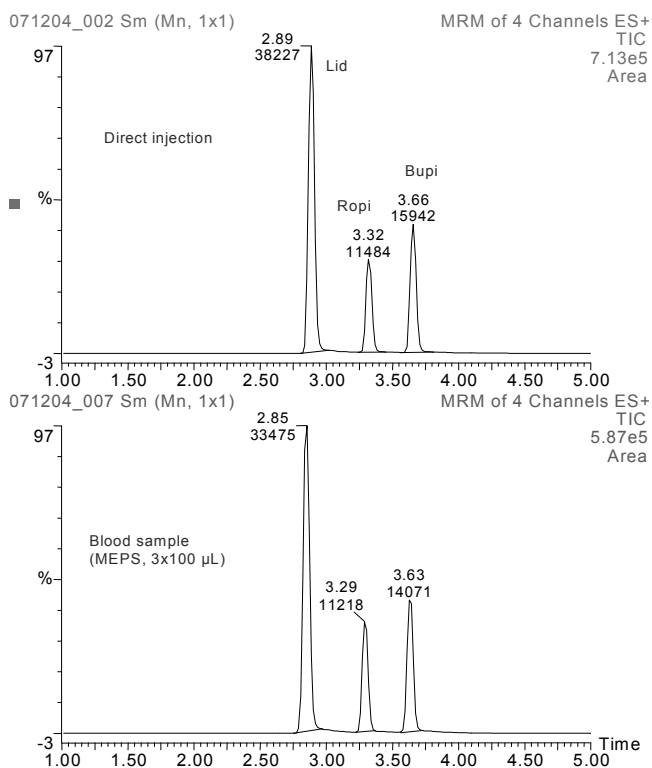 071204_002 Sm (Mn, 1x1) MRM of 4 Channels ES+
TIC
7.13e5
Area
97
2.89
38227
Lid
Direct injection
Bupi
%
Ropi
3.66
15942
3.32
11484
-3
1.00 1.50 2.00 2.50 3.00 3.50 4.00 4.50 5.00
071204_007 Sm (Mn, 1x1) MRM of 4 Channels ES+
TIC
5.87e5
Area
97
2.85
33475
Blood sample
(MEPS, 3x100 µL)
%
3.29
11218
3.63
14071
-3
Time
1.00 1.50 2.00 2.50 3.00 3.50 4.00 4.50 5.00